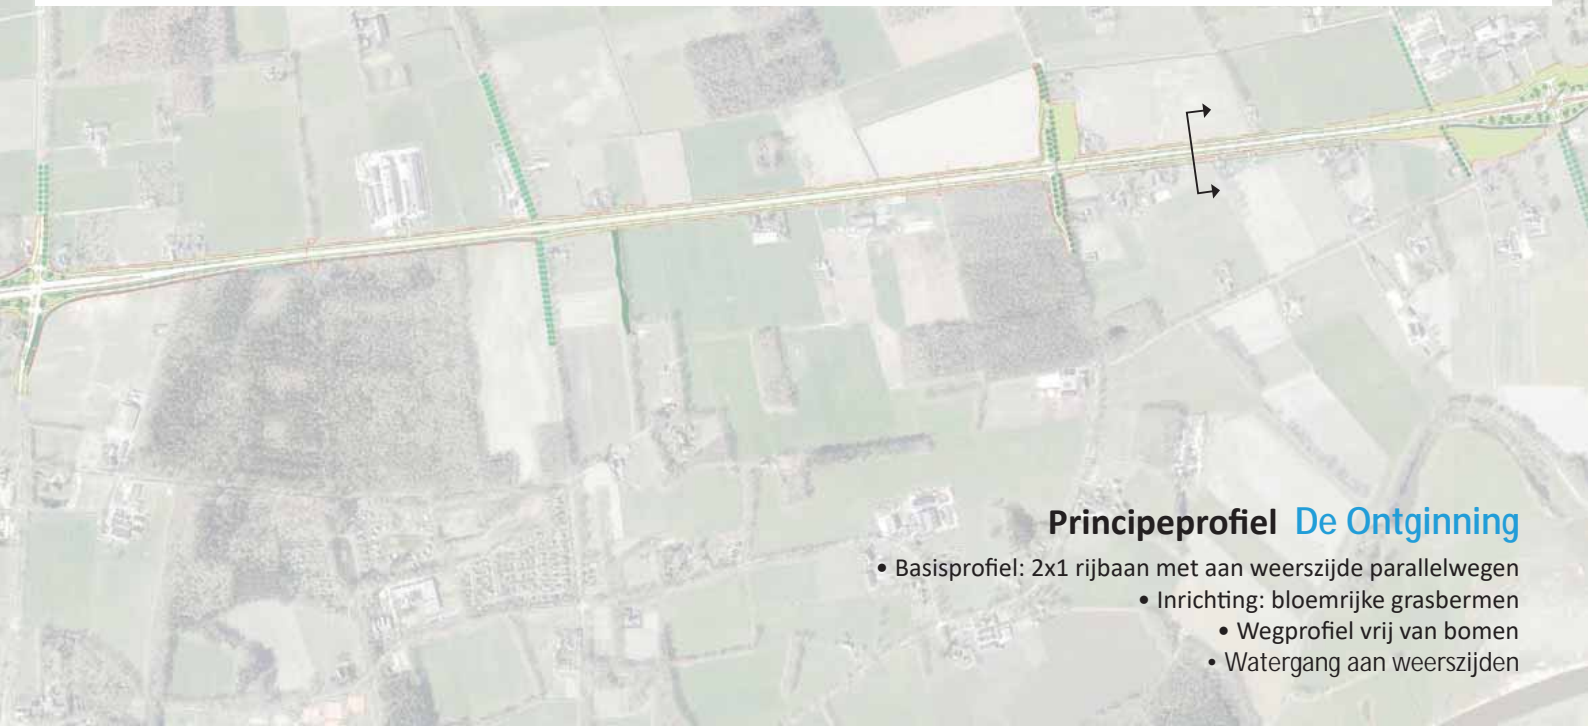 Principeprofiel De Ontginning
• Basisprofiel: 2x1 rijbaan met aan weerszijde parallelwegen
• Inrichting: bloemrijke grasbermen
• Wegprofiel vrij van bomen
• Watergang aan weerszijden